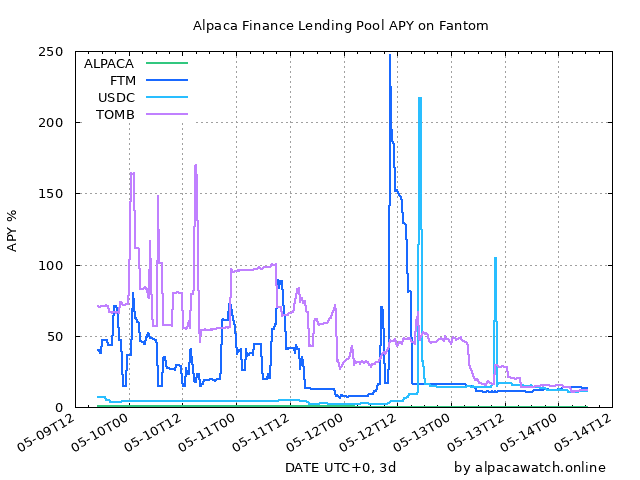 Alpaca Finance Lending Pool APY on Fantom
250
200
150
100
50
0
APY %
ALPACA
FTM
USDC
TOMB
05-09T12
05-10T00
05-10T12
05-11T00
05-11T12
05-12T00
05-12T12
05-13T00
05-13T12
05-14T00
05-14T12
DATE UTC+0, 3d
by alpacawatch.online